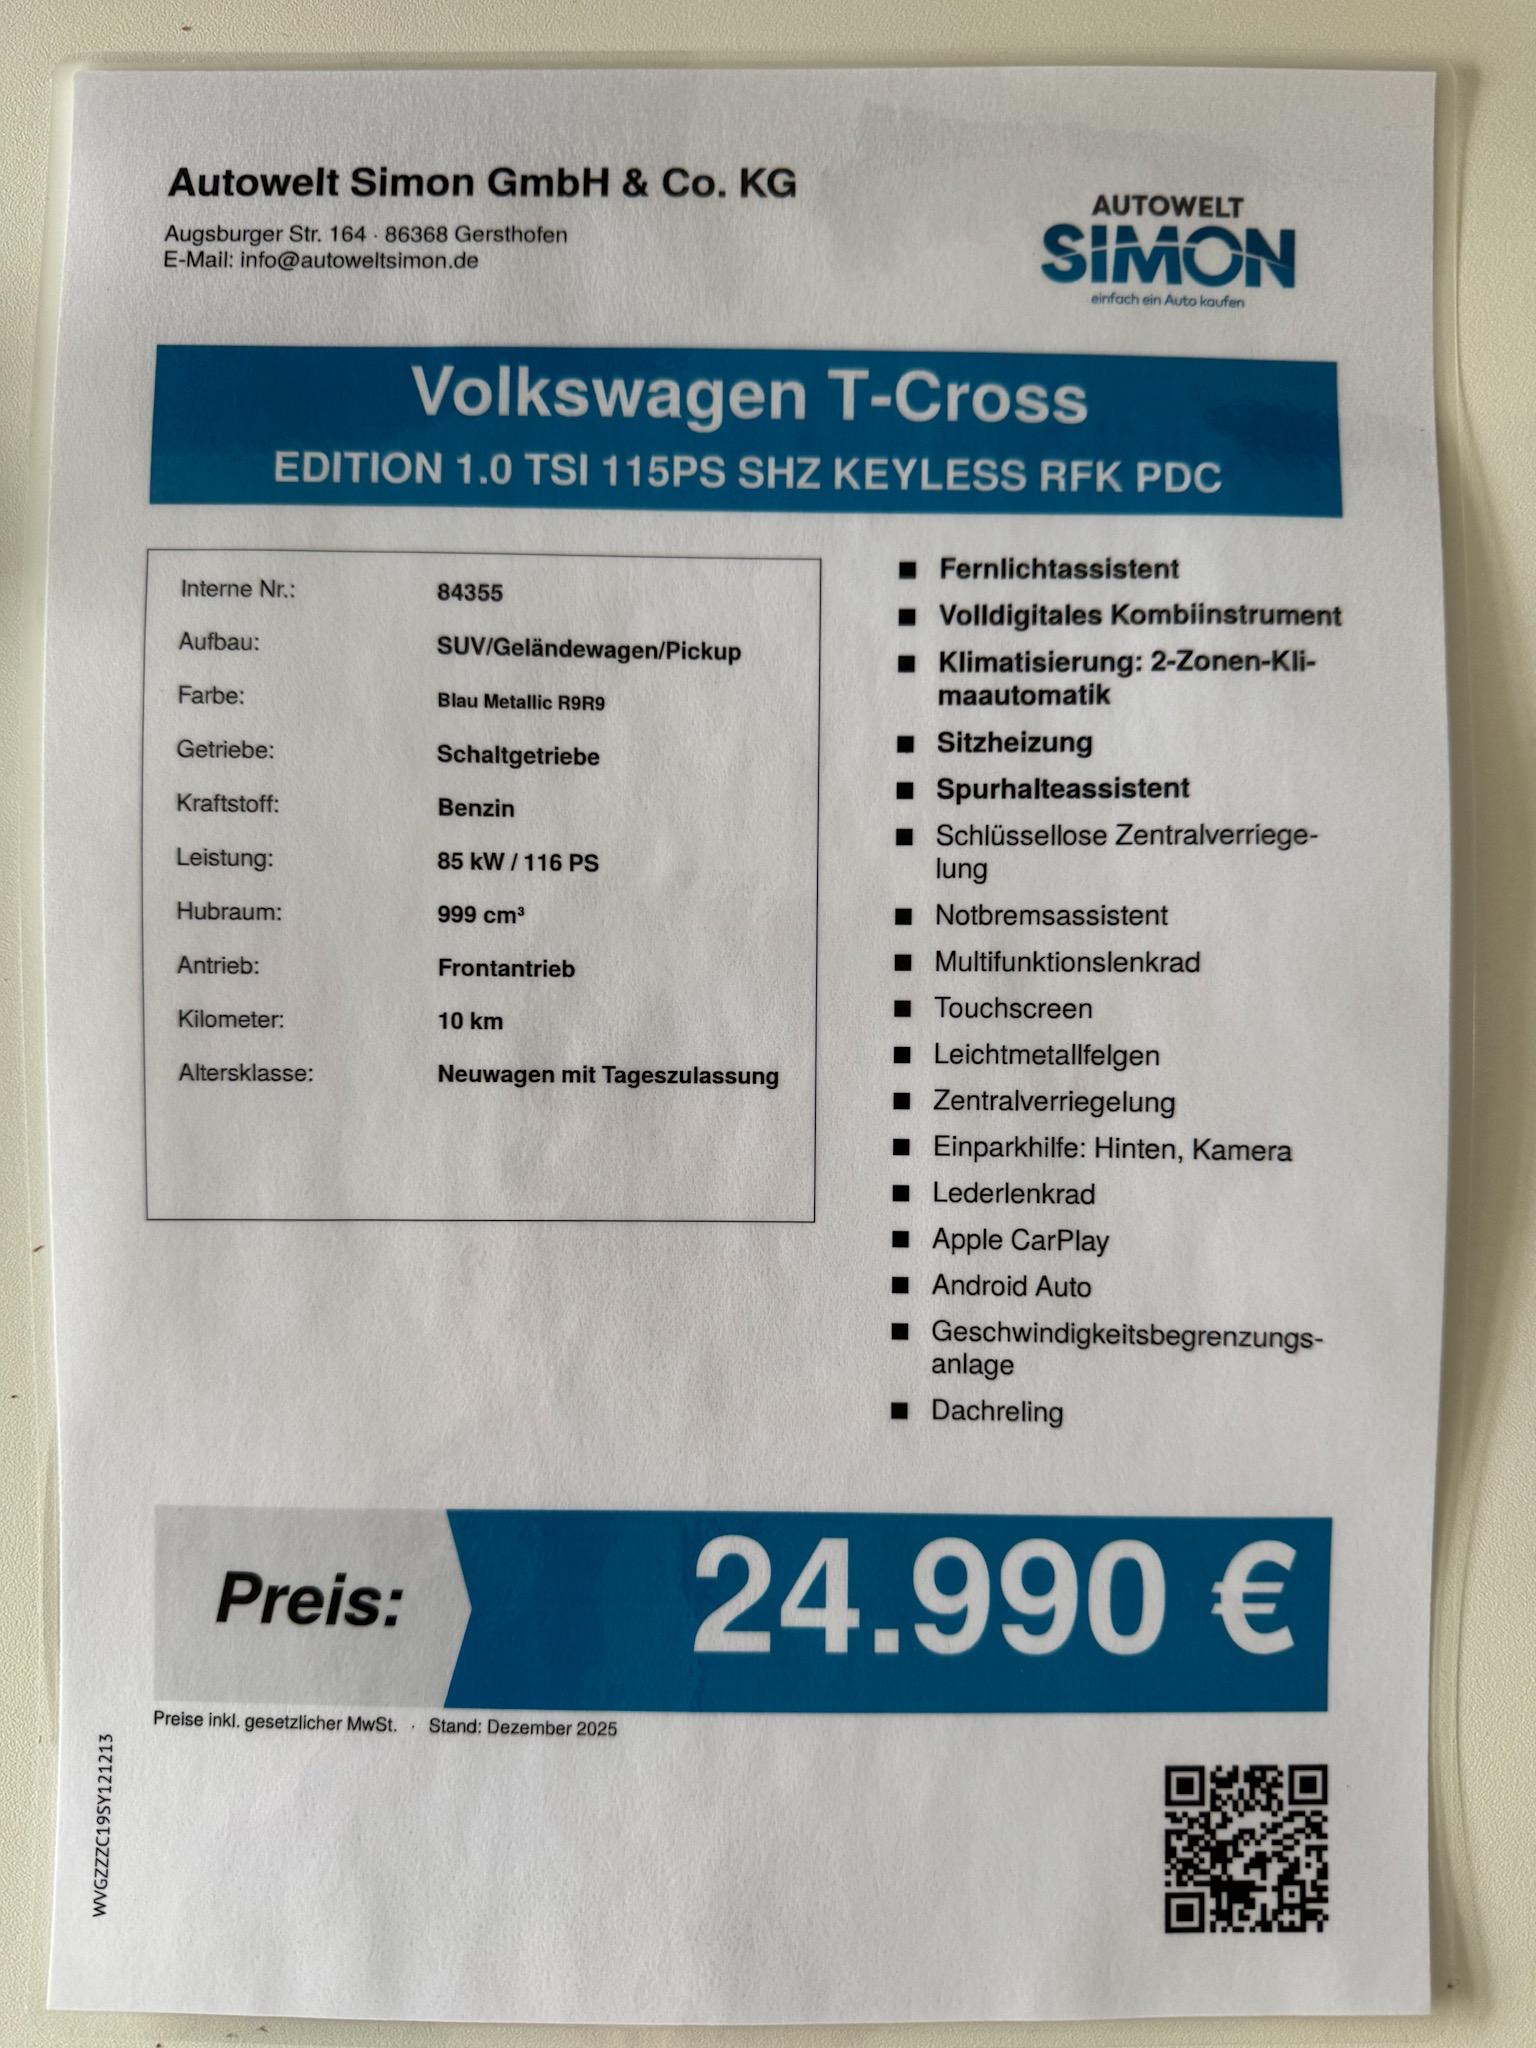 Autowelt Simon GmbH & Co. KG
Augsburger Str. 164 · 86368 Gersthofen
E-Mail: info@autoweltsimon.de
AUTOWELT
SIMON
einfach ein Auto kaufen
Volkswagen T-Cross
EDITION 1.0 TSI 115PS SHZ KEYLESS RFK PDC
Interne Nr.: 84355
Aufbau: SUV/Geländewagen/Pickup
Farbe: Blau Metallic R9R9
Getriebe: Schaltgetriebe
Kraftstoff: Benzin
Leistung: 85 kW / 116 PS
Hubraum: 999 cm³
Antrieb: Frontantrieb
Kilometer: 10 km
Altersklasse: Neuwagen mit Tageszulassung
■ Fernlichtassistent
■ Volldigitales Kombiinstrument
■ Klimatisierung: 2-Zonen-Kli-
maautomatik
■ Sitzheizung
■ Spurhalteassistent
■ Schlüssellose Zentralverriege-
lung
■ Notbremsassistent
■ Multifunktionslenkrad
■ Touchscreen
■ Leichtmetallfelgen
■ Zentralverriegelung
■ Einparkhilfe: Hinten, Kamera
■ Lederlenkrad
■ Apple CarPlay
■ Android Auto
■ Geschwindigkeitsbegrenzungs-
anlage
■ Dachreling
Preis: 24.990 €
Preise inkl. gesetzlicher MwSt. · Stand: Dezember 2025
WVGZZZC19SY121213